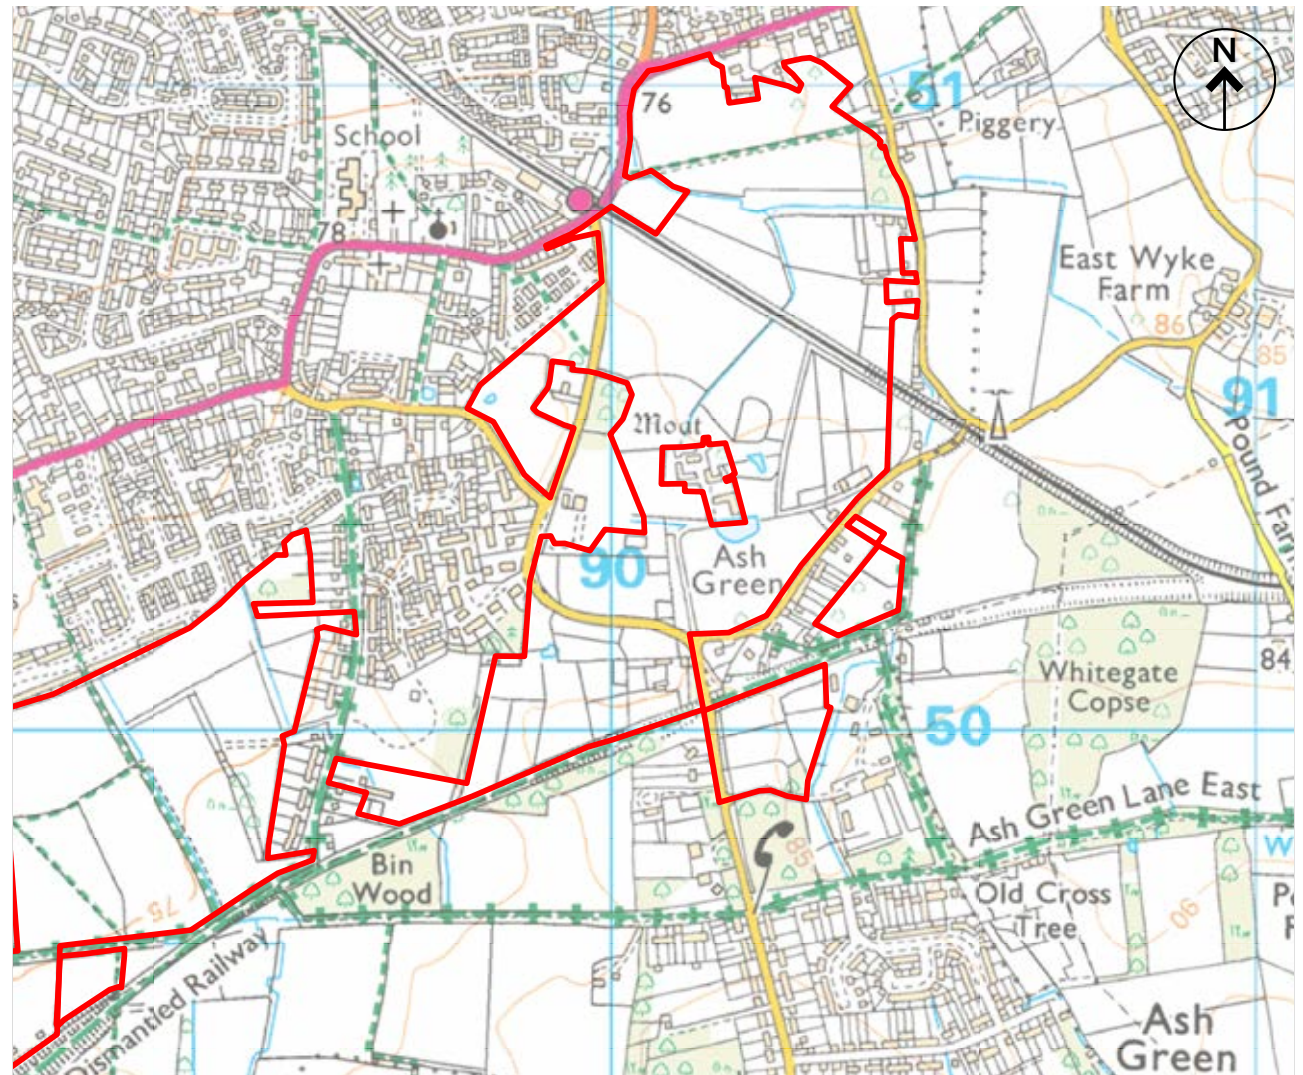 N
51
76
Piggery
School
78
East Wyke
Farm
86
85
91
Moat
Pound Farm
90
Ash
Green
84
Whitegate
Copse
50
Ash Green Lane East
85
Bin
Wood
Old Cross
Tree
75
90
Dismantled Railway
Ash
Green